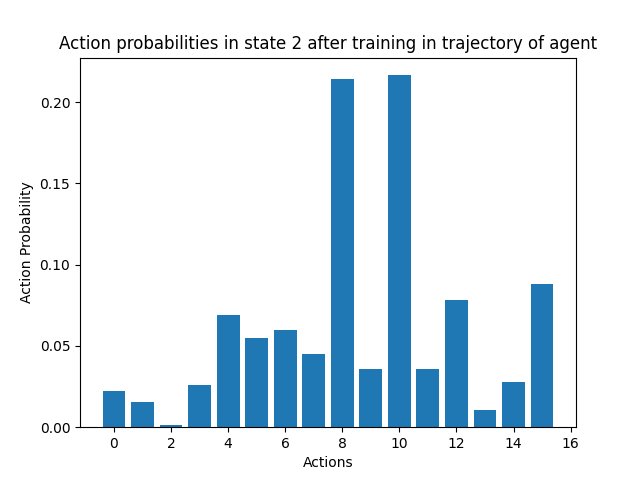 Action probabilities in state 2 after training in trajectory of agent
0.20
0.15
0.10
0.05
0.00
Action Probability
0 2 4 6 8 10 12 14 16
Actions